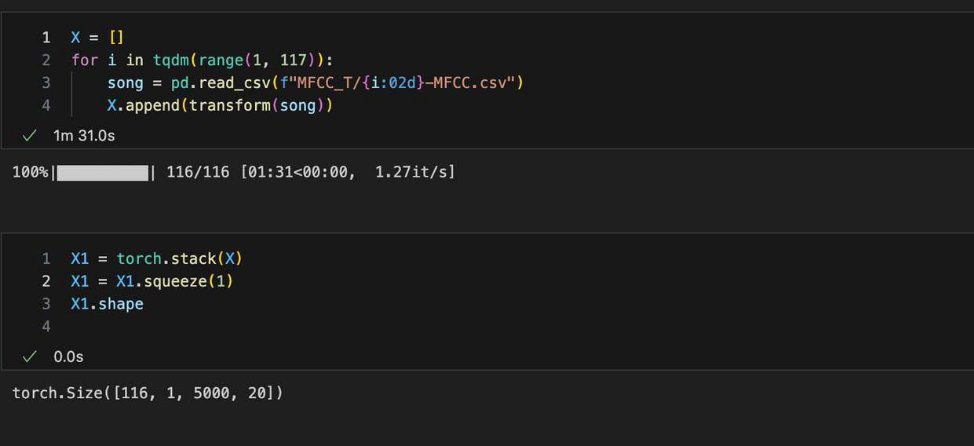 1 X = []
2 for i in tqdm(range(1, 117)):
3 song = pd.read_csv(f"MFCC_T/{i:02d}-MFCC.csv")
4 X.append(transform(song))
✓ 1m 31.0s
100%|██████████| 116/116 [01:31<00:00, 1.27it/s]
1 X1 = torch.stack(X)
2 X1 = X1.squeeze(1)
3 X1.shape
4
✓ 0.0s
torch.Size([116, 1, 5000, 20])